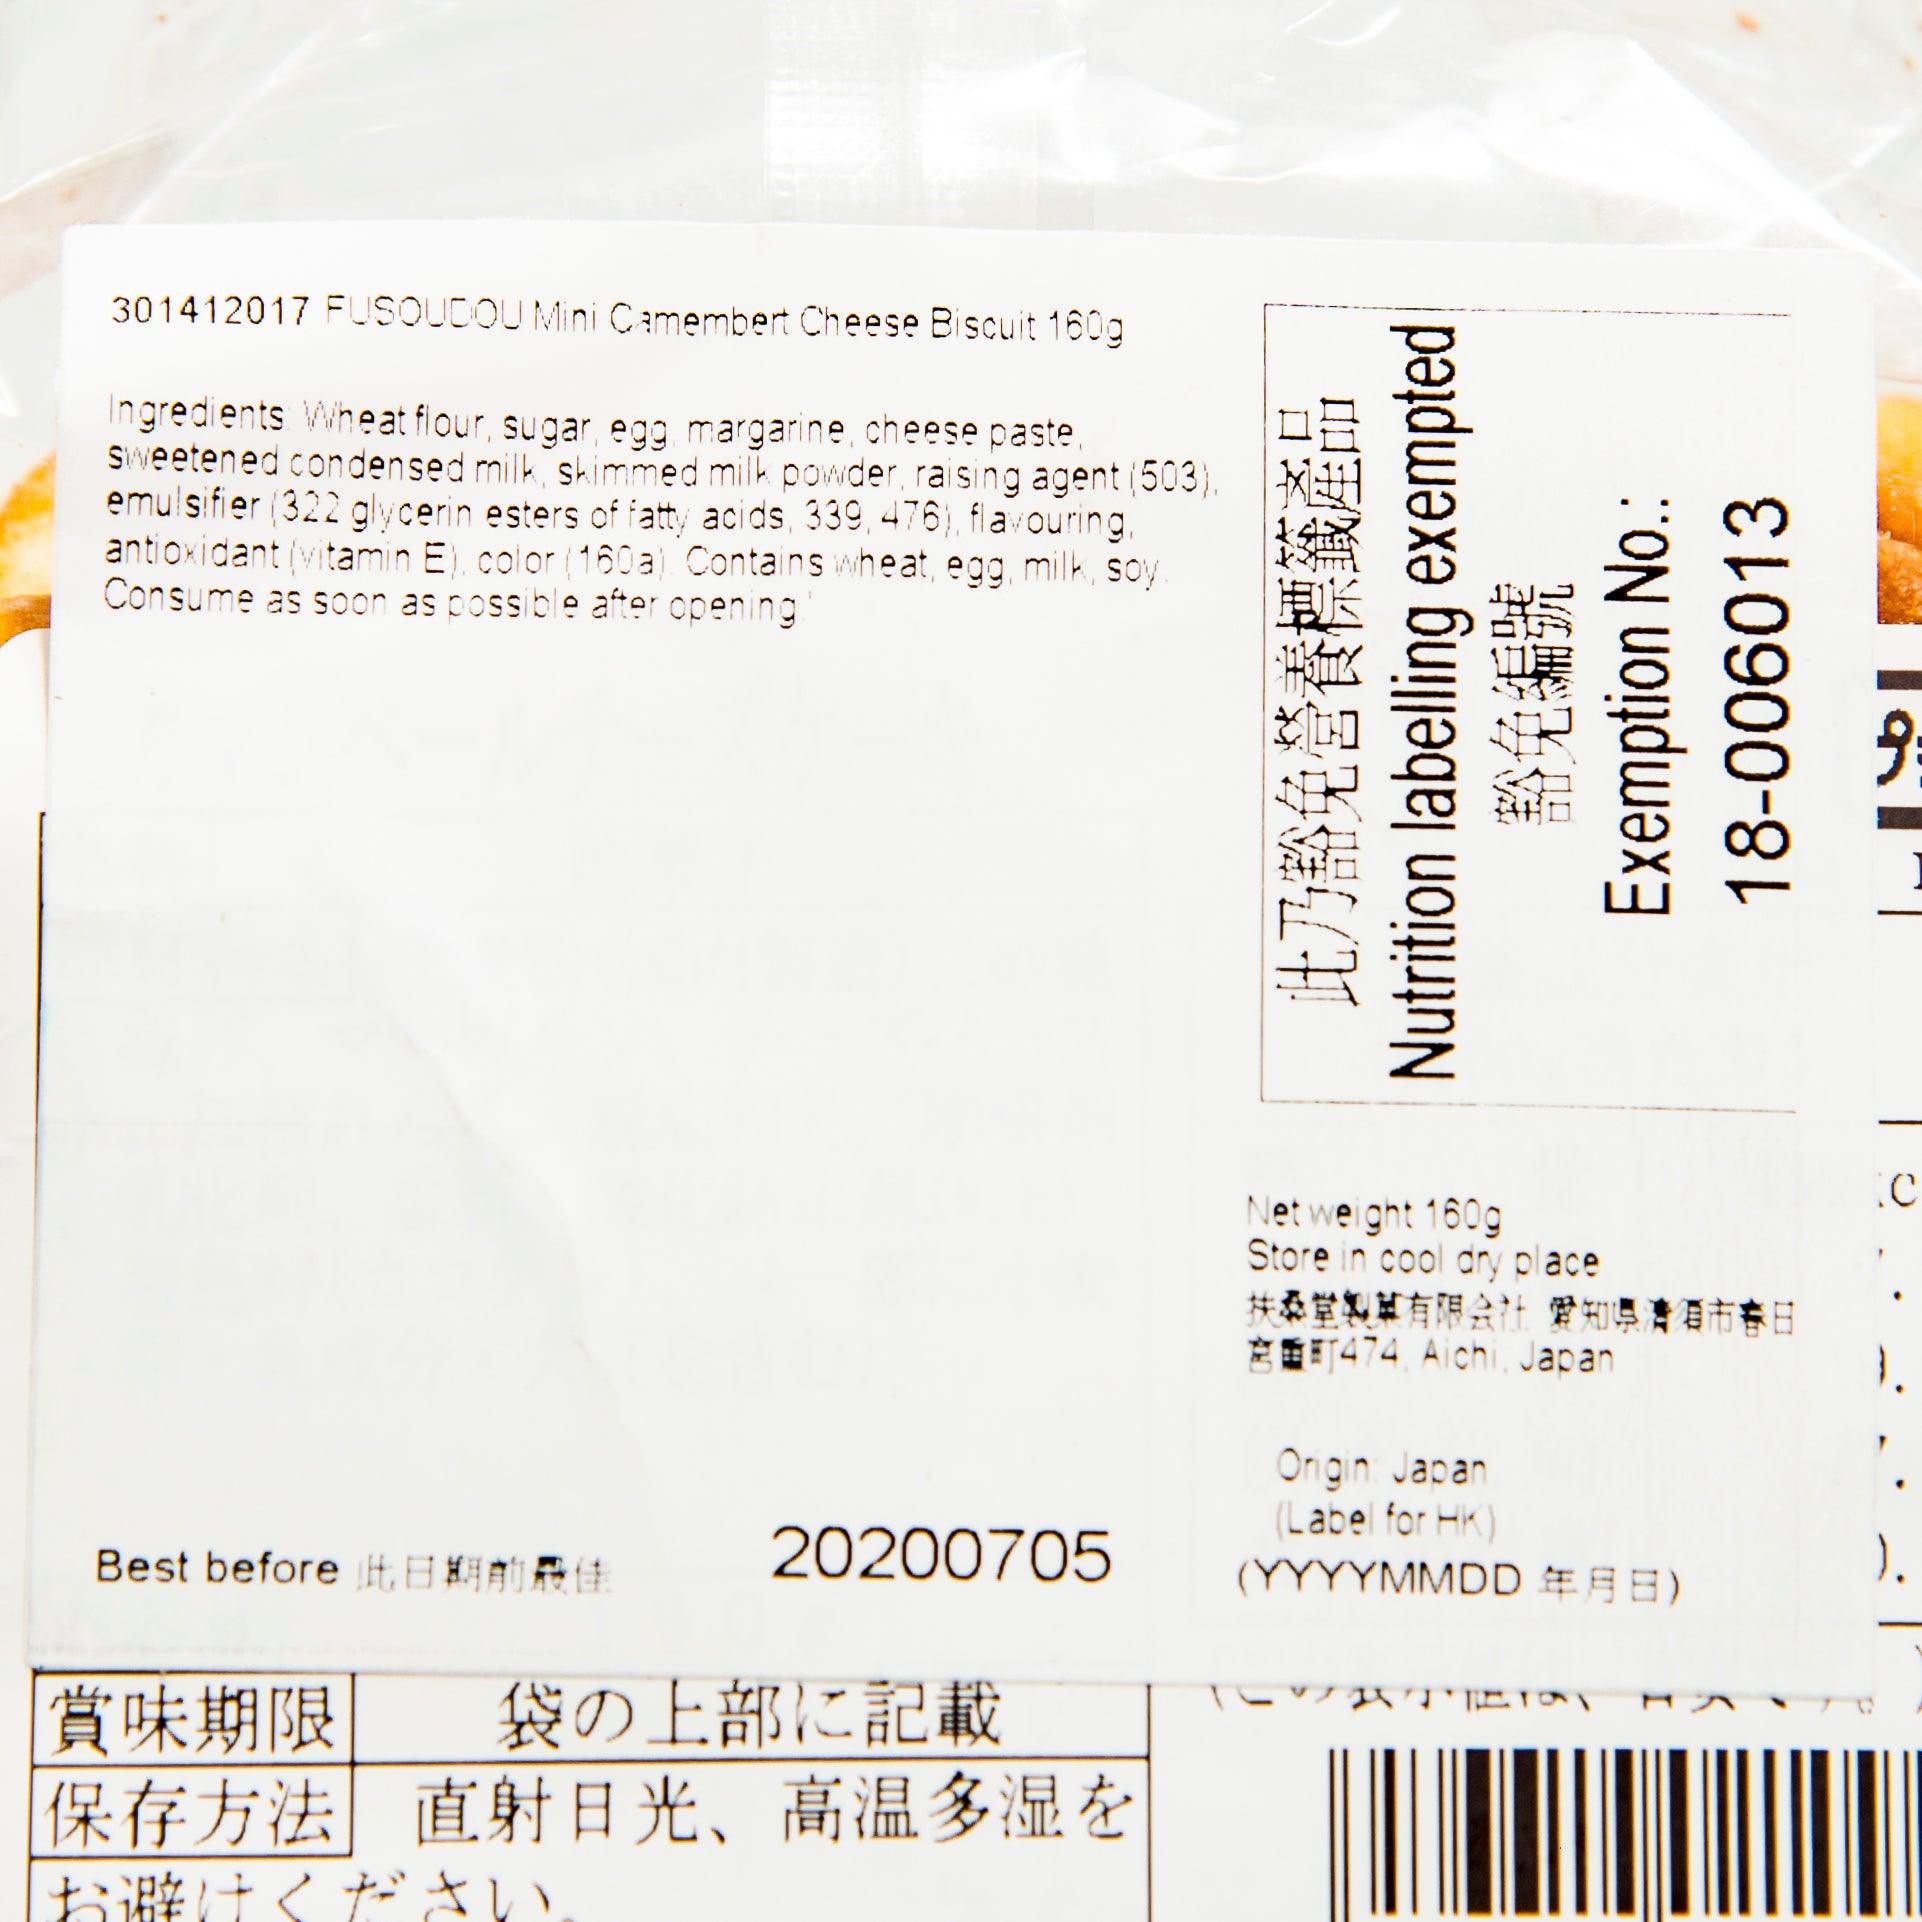 301412017 FUSOUDOU Mini Camembert Cheese Biscuit 160g
Ingredients: Wheat flour, sugar, egg, margarine, cheese paste,
sweetened condensed milk, skimmed milk powder, raising agent (503),
emulsifier (322 glycerin esters of fatty acids, 339, 476), flavouring,
antioxidant (vitamin E), color (160a). Contains wheat, egg, milk, soy.
Consume as soon as possible after opening.'
此乃豁免營養標籤產品
Nutrition labelling exempted
豁免編號
Exemption No.:
18-006013
Net weight 160g
Store in cool dry place
扶桑堂製菓有限会社 愛知県清須市春日
宮重町474, Aichi, Japan
Origin: Japan
(Label for HK)
(YYYYMMDD 年月日)
Best before 此日期前最佳 20200705
賞味期限 袋の上部に記載
保存方法 直射日光、高温多湿を
お避けください。